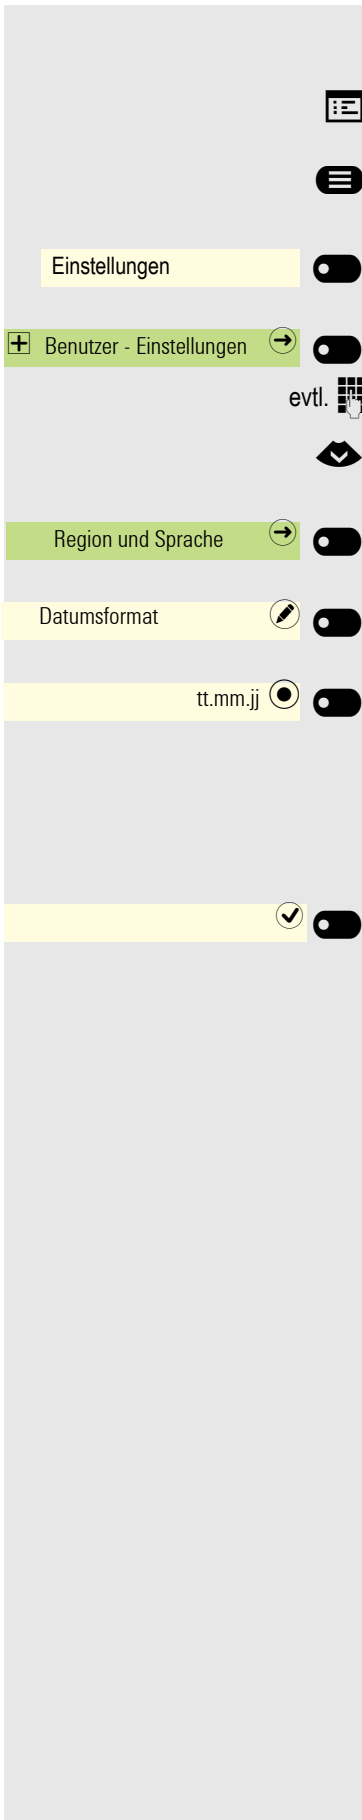 Einstellungen
Benutzer - Einstellungen
evtl.
Region und Sprache
Datumsformat
tt.mm.jj